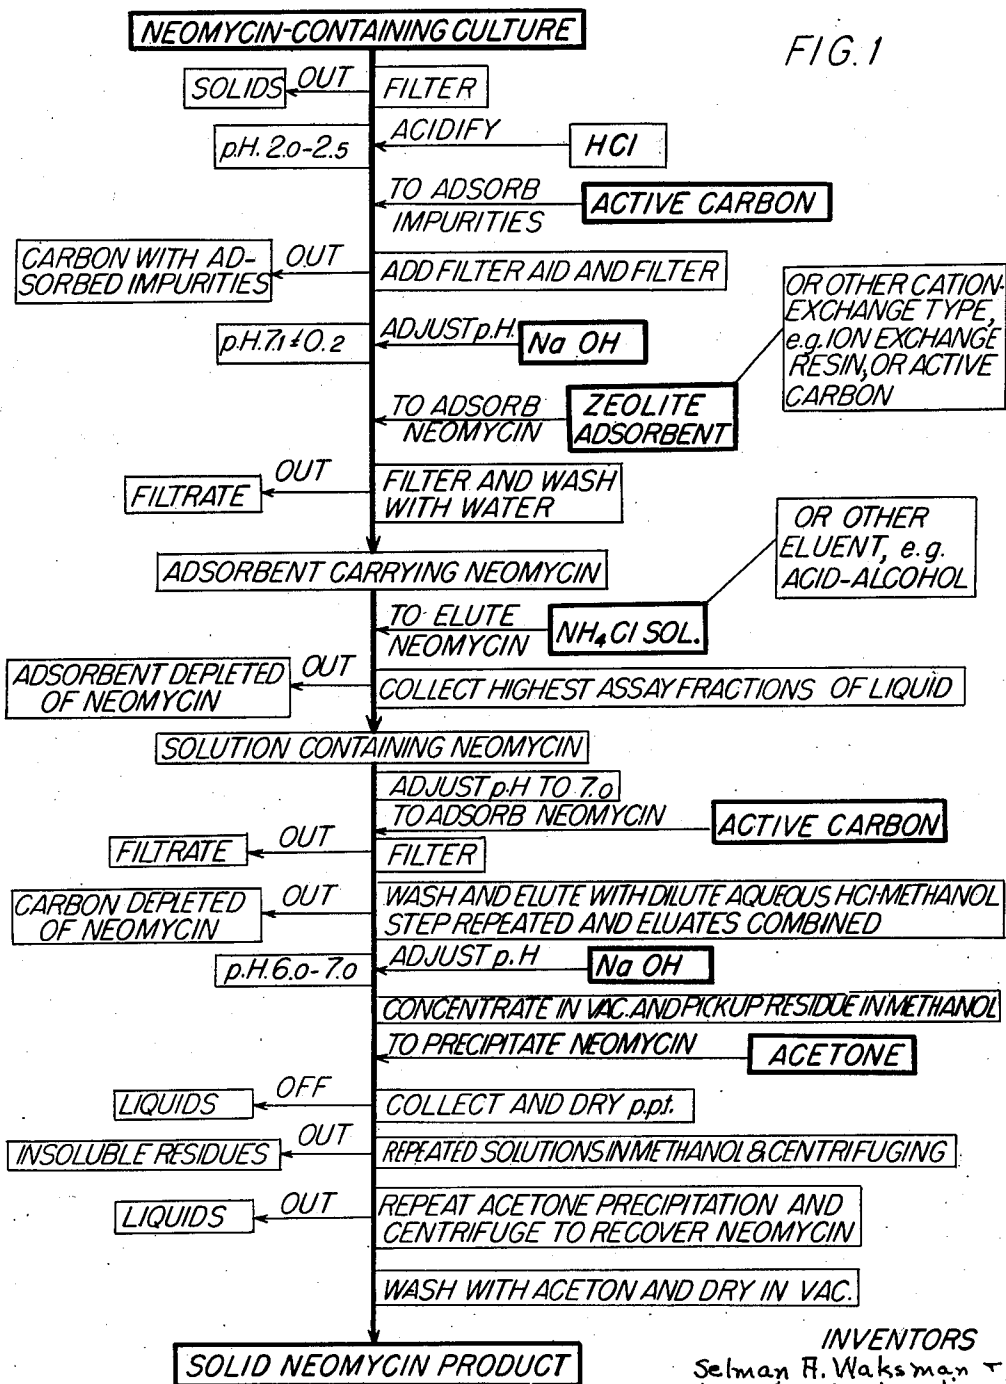 NEOMYCIN-CONTAINING CULTURE
FIG. 1
SOLIDS
OUT
FILTER
p.H. 2.0-2.5
ACIDIFY
HCl
TO ADSORB
IMPURITIES
ACTIVE CARBON
CARBON WITH AD-
SORBED IMPURITIES
OUT
ADD FILTER AID AND FILTER
p.H. 7.1 ± 0.2
ADJUST p.H.
Na OH
OR OTHER CATION-
EXCHANGE TYPE,
e.g. ION EXCHANGE
RESIN, OR ACTIVE
CARBON
TO ADSORB
NEOMYCIN
ZEOLITE
ADSORBENT
FILTRATE
OUT
FILTER AND WASH
WITH WATER
ADSORBENT CARRYING NEOMYCIN
OR OTHER
ELUENT, e.g.
ACID-ALCOHOL
TO ELUTE
NEOMYCIN
NH4 Cl SOL.
ADSORBENT DEPLETED
OF NEOMYCIN
OUT
COLLECT HIGHEST ASSAY FRACTIONS OF LIQUID
SOLUTION CONTAINING NEOMYCIN
ADJUST p.H TO 7.0
TO ADSORB NEOMYCIN
ACTIVE CARBON
FILTRATE
OUT
FILTER
CARBON DEPLETED
OF NEOMYCIN
OUT
WASH AND ELUTE WITH DILUTE AQUEOUS HCl-METHANOL
STEP REPEATED AND ELUATES COMBINED
p.H. 6.0-7.0
ADJUST p.H
Na OH
CONCENTRATE IN VAC. AND PICKUP RESIDUE IN METHANOL
TO PRECIPITATE NEOMYCIN
ACETONE
LIQUIDS
OFF
COLLECT AND DRY p.p.t.
INSOLUBLE RESIDUES
OUT
REPEATED SOLUTIONS IN METHANOL & CENTRIFUGING
LIQUIDS
OUT
REPEAT ACETONE PRECIPITATION AND
CENTRIFUGE TO RECOVER NEOMYCIN
WASH WITH ACETON AND DRY IN VAC.
SOLID NEOMYCIN PRODUCT
INVENTORS
Selman A. Waksman